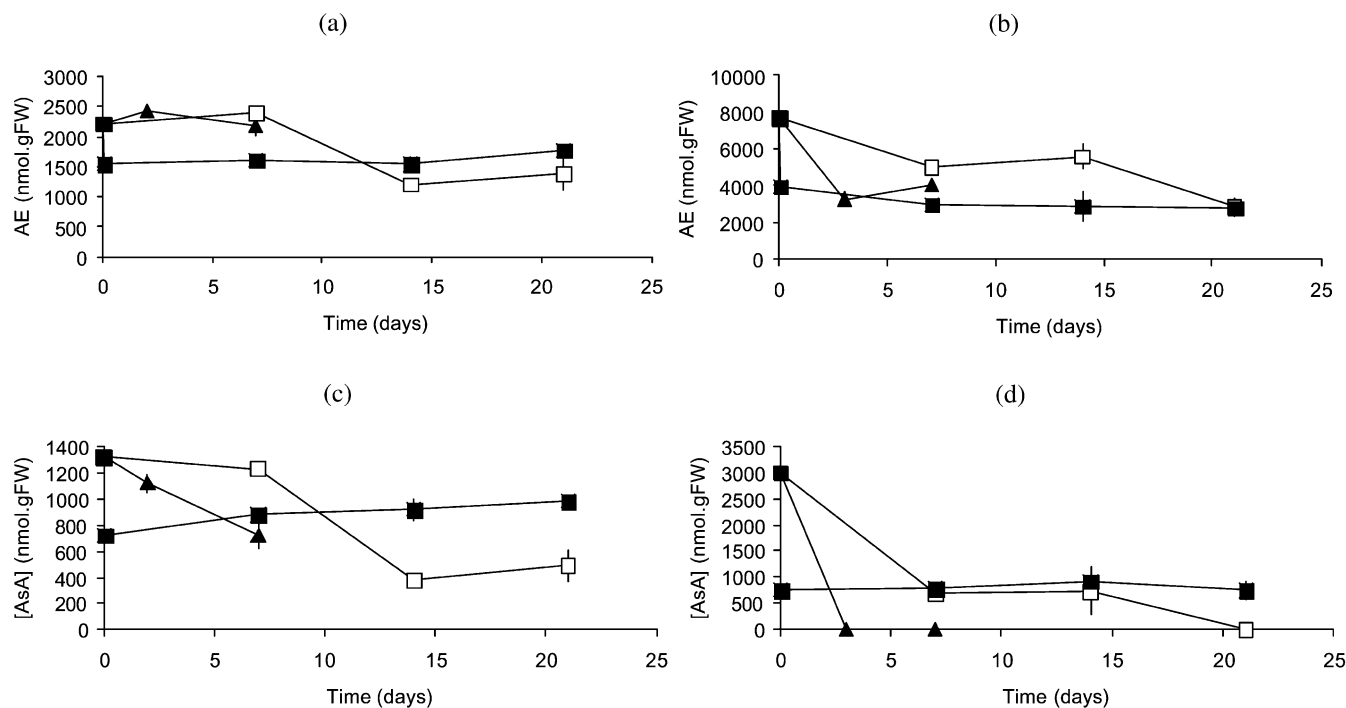 (a)
3000
2500
2000
1500
1000
500
0
AE (nmol.gFW)
0 5 10 15 20 25
Time (days)
(b)
10000
8000
6000
4000
2000
0
AE (nmol.gFW)
0 5 10 15 20 25
Time (days)
(c)
1400
1200
1000
800
600
400
200
0
[AsA] (nmol.gFW)
0 5 10 15 20 25
Time (days)
(d)
3500
3000
2500
2000
1500
1000
500
0
[AsA] (nmol.gFW)
0 5 10 15 20 25
Time (days)